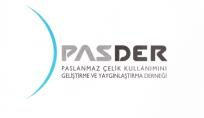 PASDER
PASLANMAZ ÇELİK KULLANIMINI
GELİŞTİRME VE YAYGINLAŞTIRMA DERNEĞİ